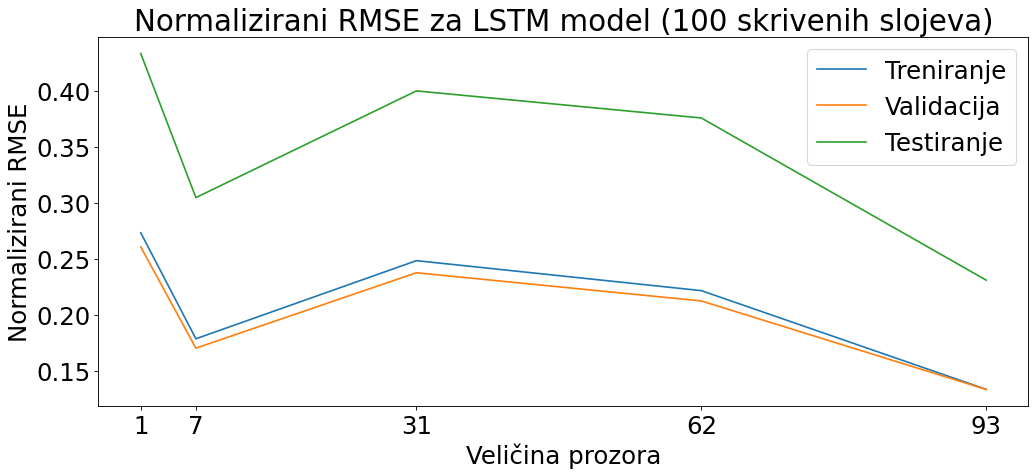 Normalizirani RMSE za LSTM model (100 skrivenih slojeva)
Normalizirani RMSE
0.40
0.35
0.30
0.25
0.20
0.15
Treniranje
Validacija
Testiranje
1 7 31 62 93
Veličina prozora